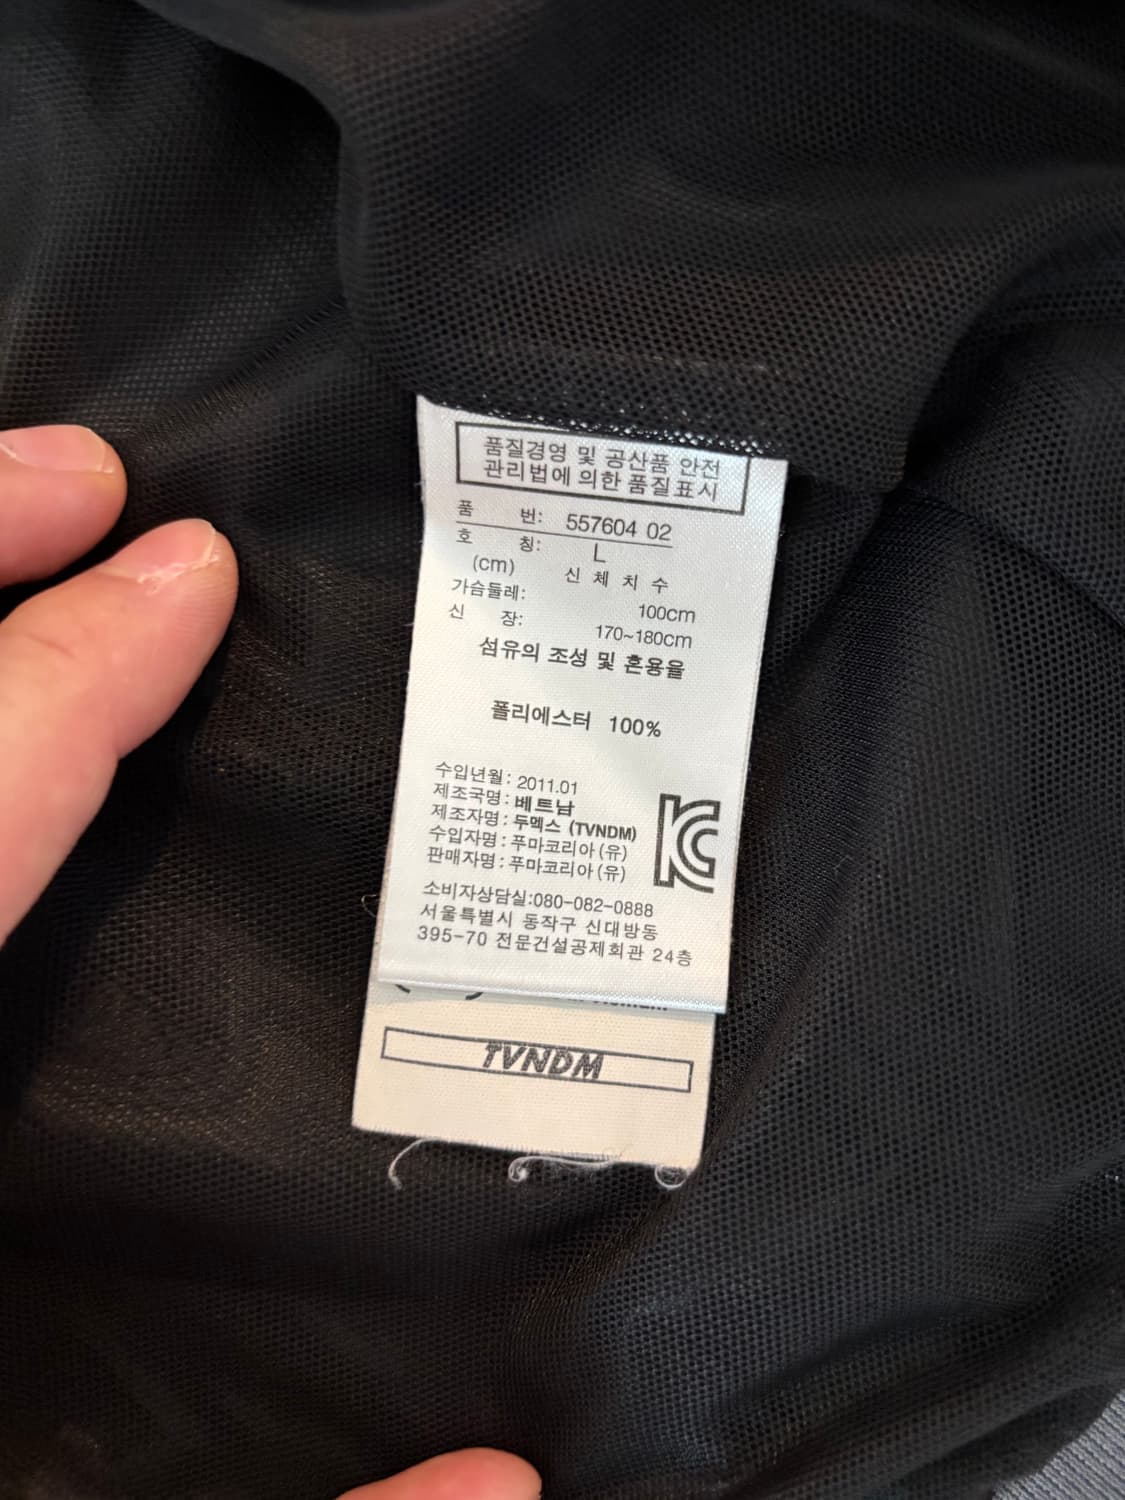 품질경영 및 공산품 안전
관리법에 의한 품질표시
품 번: 557604 02
호 칭: L
(cm) 신 체 치 수
가슴둘레: 100cm
신 장: 170~180cm
섬유의 조성 및 혼용율
폴리에스터 100%
수입년월: 2011.01
제조국명: 베트남
제조자명: 두멕스 (TVNDM)
수입자명: 푸마코리아(유)
판매자명: 푸마코리아(유)
KC
소비자상담실:080-082-0888
서울특별시 동작구 신대방동
395-70 전문건설공제회관 24층
TVNDM